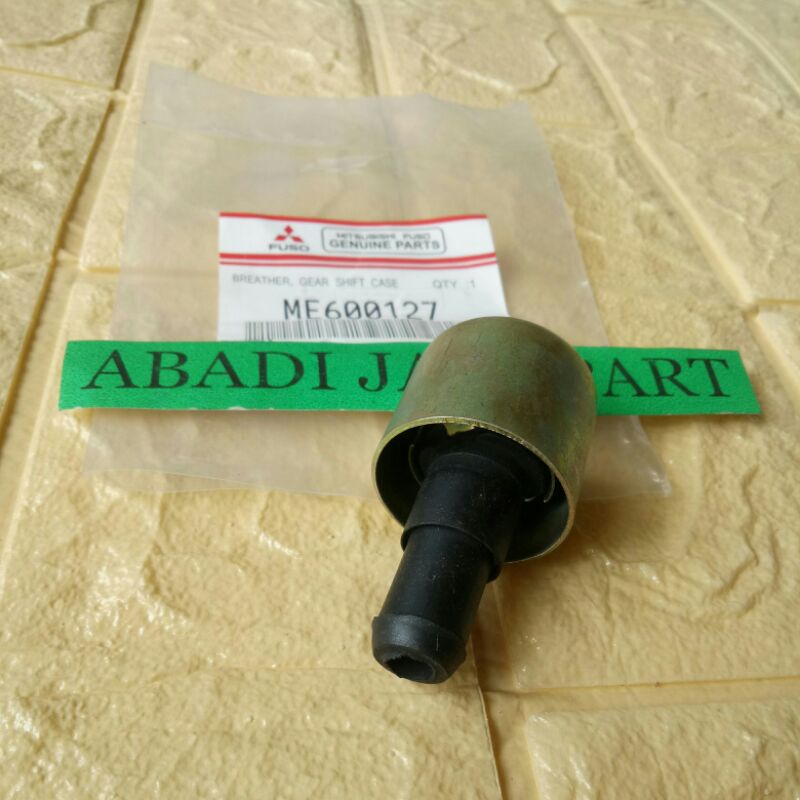 FUSO
MITSUBISHI FUSO
GENUINE PARTS
BREATHER, GEAR SHIFT CASE QTY :1
ME600127
ABADI JA PART